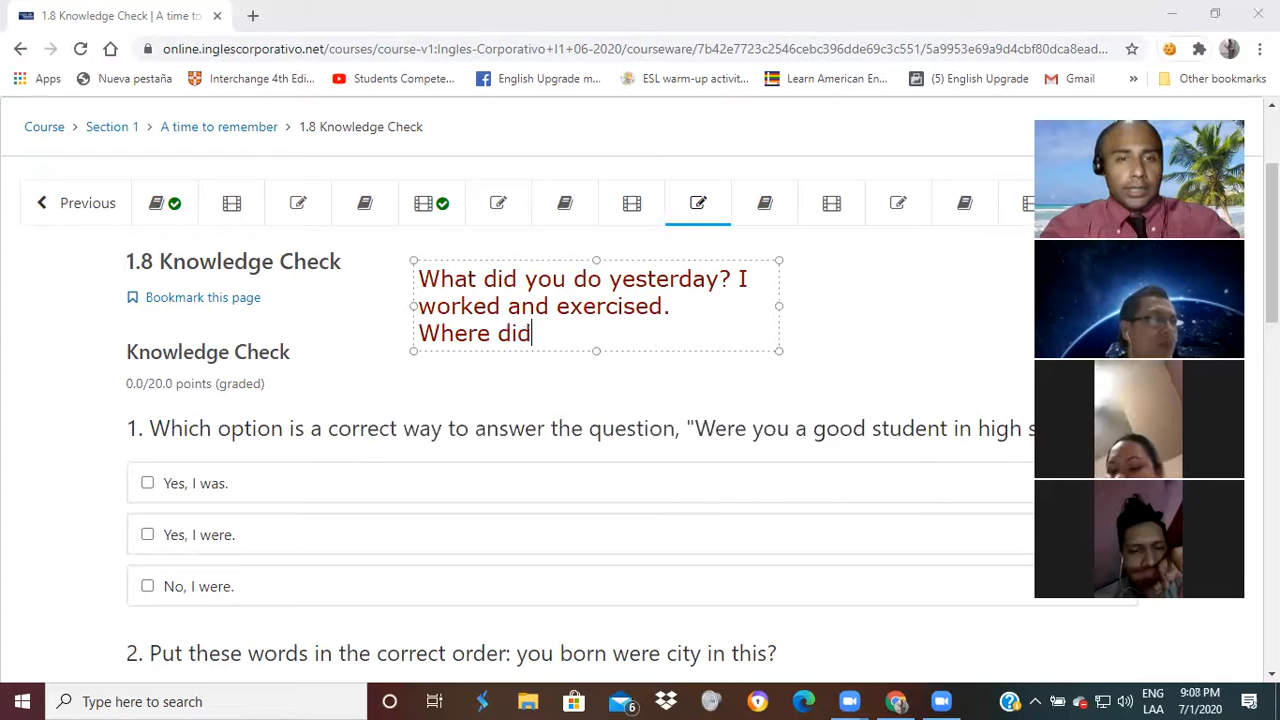 1.8 Knowledge Check | A time to
online.inglescorporativo.net/courses/course-v1:Ingles-Corporativo+I1+06-2020/courseware/7b42e7723c2546cebc396dde69c3c551/5a9953e69a9d4cbf80dca8ead...
Apps Nueva pestaña Interchange 4th Edi... Students Compete... English Upgrade m... ESL warm-up activit... Learn American En... (5) English Upgrade Gmail » Other bookmarks
Course > Section 1 > A time to remember > 1.8 Knowledge Check
Previous
1.8 Knowledge Check
Bookmark this page
What did you do yesterday? I
worked and exercised.
Where did
Knowledge Check
0.0/20.0 points (graded)
1. Which option is a correct way to answer the question, "Were you a good student in high s
Yes, I was.
Yes, I were.
No, I were.
2. Put these words in the correct order: you born were city in this?
Type here to search
6
ENG
LAA
9:08 PM
7/1/2020